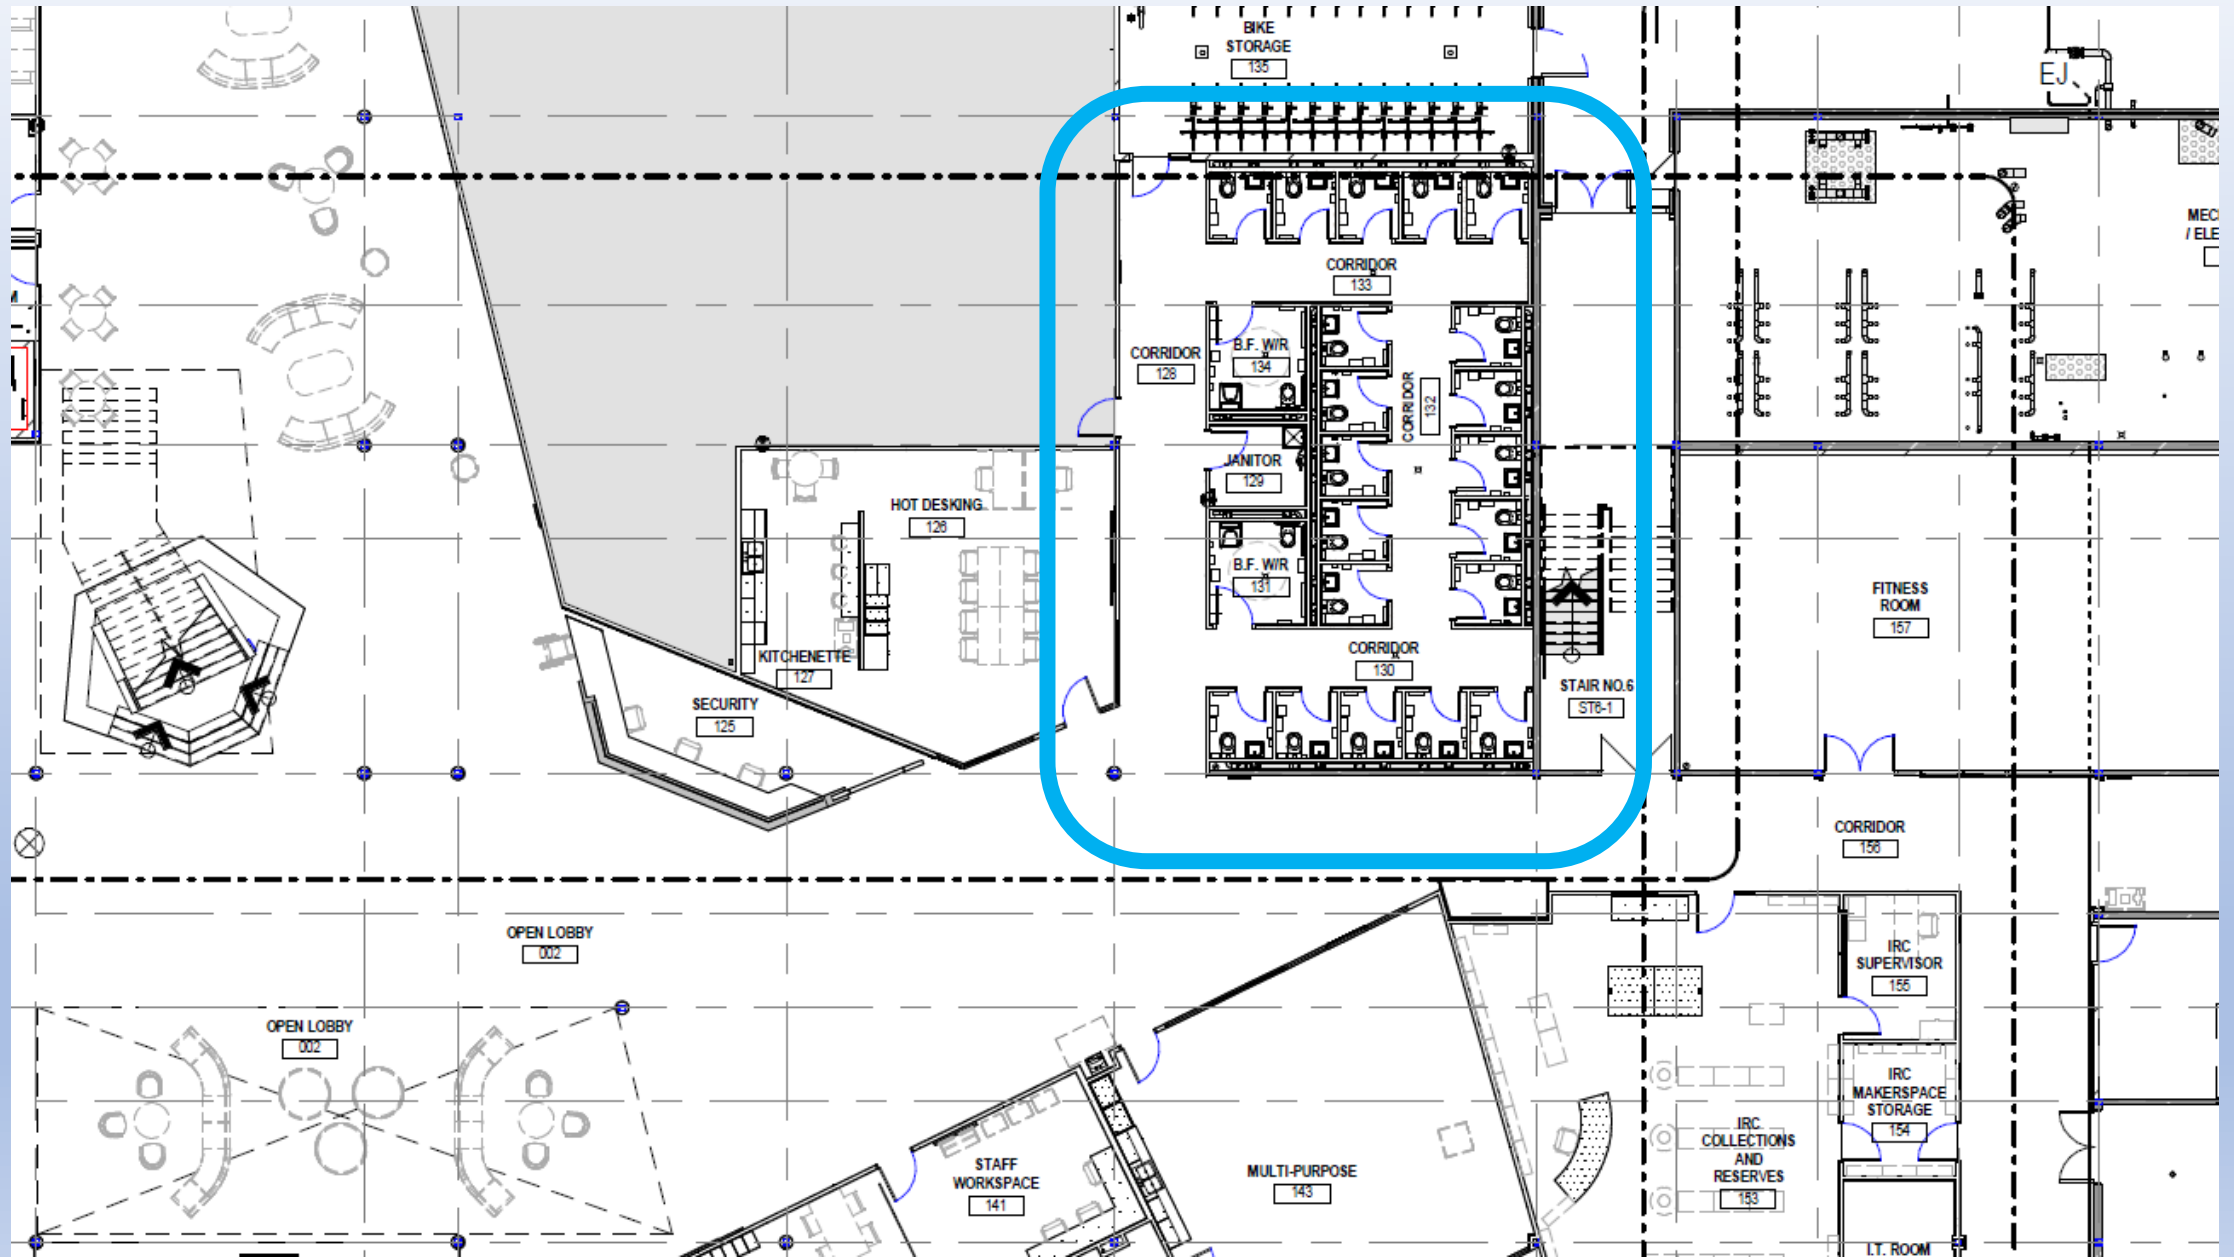 BIKE
STORAGE
135
EJ
CORRIDOR
133
CORRIDOR
128
B.F. W/R
134
CORRIDOR
132
JANITOR
129
B.F. W/R
131
CORRIDOR
130
HOT DESKING
126
KITCHENETTE
127
SECURITY
125
STAIR NO.6
ST6-1
FITNESS
ROOM
157
CORRIDOR
156
OPEN LOBBY
002
OPEN LOBBY
002
IRC
SUPERVISOR
155
IRC
MAKERSPACE
STORAGE
154
IRC
COLLECTIONS
AND
RESERVES
153
STAFF
WORKSPACE
141
MULTI-PURPOSE
143
I.T. ROOM